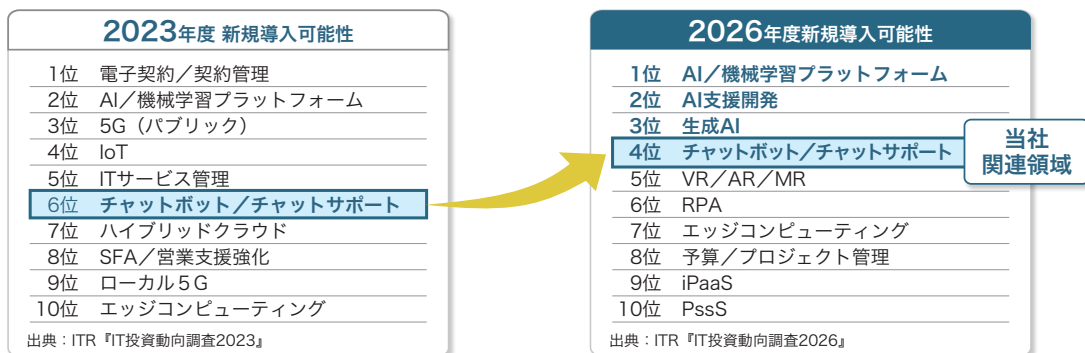 2023年度 新規導入可能性
1位 電子契約／契約管理
2位 AI／機械学習プラットフォーム
3位 5G（パブリック）
4位 IoT
5位 ITサービス管理
6位 チャットボット／チャットサポート
7位 ハイブリッドクラウド
8位 SFA／営業支援強化
9位 ローカル５G
10位 エッジコンピューティング
出典：ITR『IT投資動向調査2023』
2026年度新規導入可能性
1位 AI／機械学習プラットフォーム
2位 AI支援開発
3位 生成AI
4位 チャットボット／チャットサポート
5位 VR／AR／MR
6位 RPA
7位 エッジコンピューティング
8位 予算／プロジェクト管理
9位 iPaaS
10位 PssS
出典：ITR『IT投資動向調査2026』
当社
関連領域